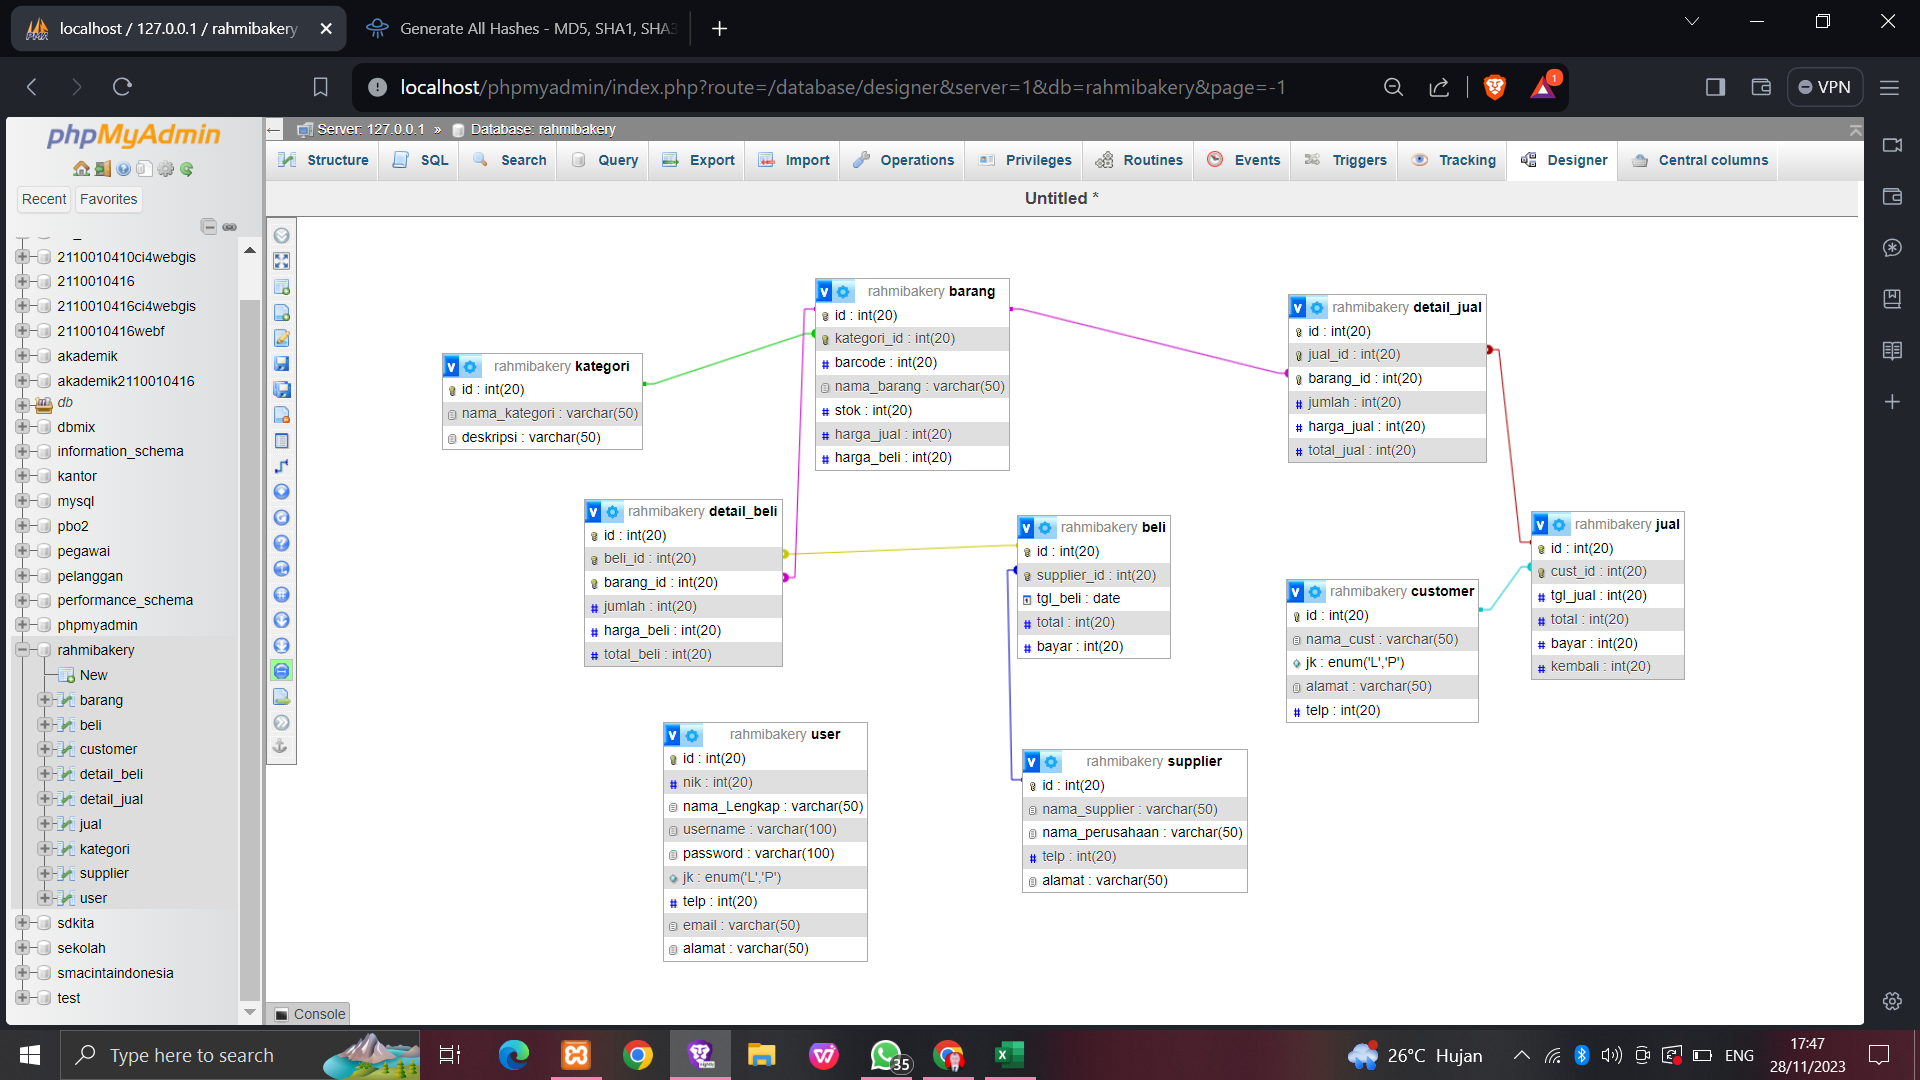 localhost / 127.0.0.1 / rahmibakery
Generate All Hashes - MD5, SHA1, SHA3
localhost/phpmyadmin/index.php?route=/database/designer&server=1&db=rahmibakery&page=-1
1
VPN
phpMyAdmin
Recent
Favorites
2110010410ci4webgis
2110010416
2110010416ci4webgis
2110010416webf
akademik
akademik2110010416
db
dbmix
information_schema
kantor
mysql
pbo2
pegawai
pelanggan
performance_schema
phpmyadmin
rahmibakery
New
barang
beli
customer
detail_beli
detail_jual
jual
kategori
supplier
user
sdkita
sekolah
smacintaindonesia
test
Server: 127.0.0.1 » Database: rahmibakery
Structure
SQL
Search
Query
Export
Import
Operations
Privileges
Routines
Events
Triggers
Tracking
Designer
Central columns
Untitled *
v rahmibakery kategori
id : int(20)
nama_kategori : varchar(50)
deskripsi : varchar(50)
v rahmibakery barang
id : int(20)
kategori_id : int(20)
# barcode : int(20)
nama_barang : varchar(50)
# stok : int(20)
# harga_jual : int(20)
# harga_beli : int(20)
v rahmibakery detail_jual
id : int(20)
jual_id : int(20)
barang_id : int(20)
# jumlah : int(20)
# harga_jual : int(20)
# total_jual : int(20)
v rahmibakery detail_beli
id : int(20)
beli_id : int(20)
barang_id : int(20)
# jumlah : int(20)
# harga_beli : int(20)
# total_beli : int(20)
v rahmibakery beli
id : int(20)
supplier_id : int(20)
tgl_beli : date
# total : int(20)
# bayar : int(20)
v rahmibakery jual
id : int(20)
cust_id : int(20)
# tgl_jual : int(20)
# total : int(20)
# bayar : int(20)
# kembali : int(20)
v rahmibakery customer
id : int(20)
nama_cust : varchar(50)
jk : enum('L','P')
alamat : varchar(50)
# telp : int(20)
v rahmibakery user
id : int(20)
# nik : int(20)
nama_Lengkap : varchar(50)
username : varchar(100)
password : varchar(100)
jk : enum('L','P')
# telp : int(20)
email : varchar(50)
alamat : varchar(50)
v rahmibakery supplier
id : int(20)
nama_supplier : varchar(50)
nama_perusahaan : varchar(50)
# telp : int(20)
alamat : varchar(50)
Console
Type here to search
35
26°C Hujan
ENG
17:47
28/11/2023